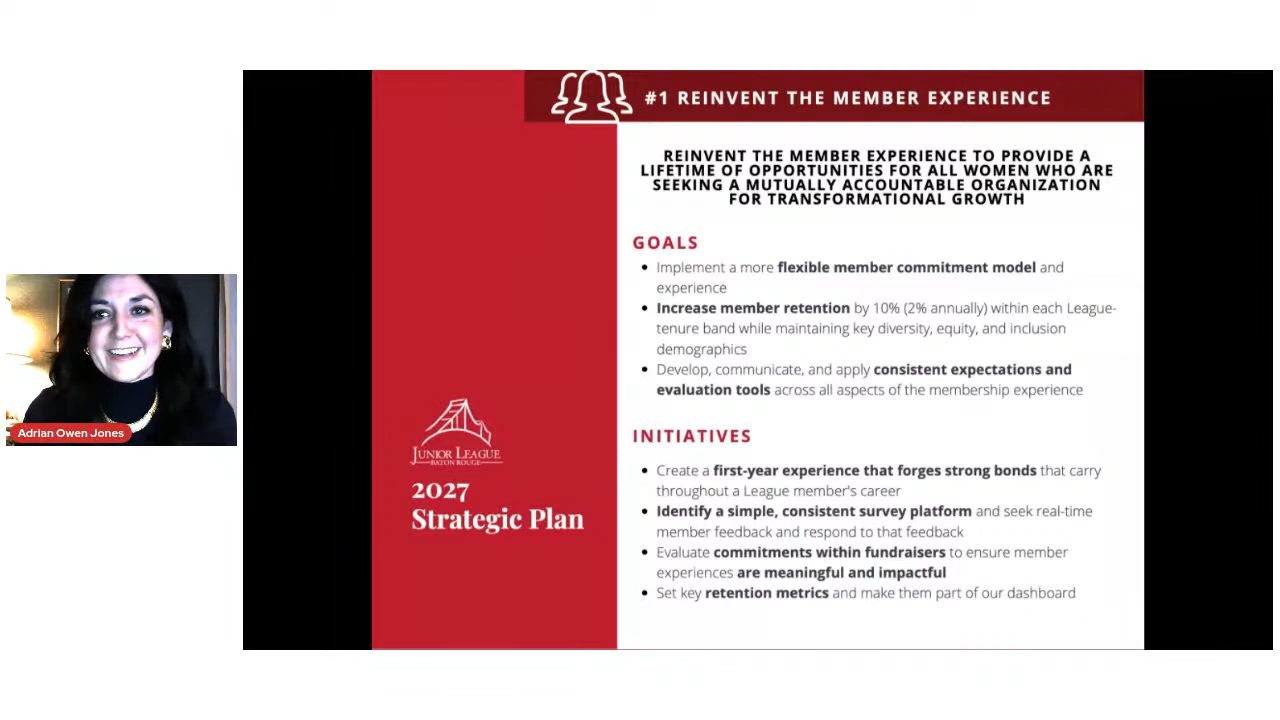 #1 REINVENT THE MEMBER EXPERIENCE
REINVENT THE MEMBER EXPERIENCE TO PROVIDE A
LIFETIME OF OPPORTUNITIES FOR ALL WOMEN WHO ARE
SEEKING A MUTUALLY ACCOUNTABLE ORGANIZATION
FOR TRANSFORMATIONAL GROWTH
GOALS
Implement a more flexible member commitment model and
experience
Increase member retention by 10% (2% annually) within each League-
tenure band while maintaining key diversity, equity, and inclusion
demographics
Develop, communicate, and apply consistent expectations and
evaluation tools across all aspects of the membership experience
INITIATIVES
Create a first-year experience that forges strong bonds that carry
throughout a League member's career
Identify a simple, consistent survey platform and seek real-time
member feedback and respond to that feedback
Evaluate commitments within fundraisers to ensure member
experiences are meaningful and impactful
Set key retention metrics and make them part of our dashboard
JUNIOR LEAGUE
BATON ROUGE
2027
Strategic Plan
Adrian Owen Jones